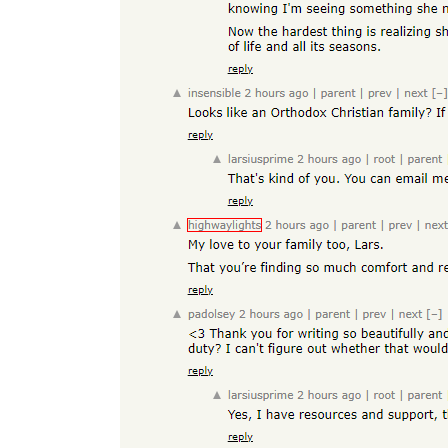 knowing I'm seeing something she
Now the hardest thing is realizing
of life and all its seasons.
reply
▲ insensible 2 hours ago | parent | prev | next [–]
Looks like an Orthodox Christian family? If
reply
▲ larsiusprime 2 hours ago | root | parent
That's kind of you. You can email me
reply
▲ highwaylights 2 hours ago | parent | prev | next
My love to your family too, Lars.
That you're finding so much comfort and
reply
▲ padolsey 2 hours ago | parent | prev | next [–]
<3 Thank you for writing so beautifully and
duty? I can't figure out whether that would
reply
▲ larsiusprime 2 hours ago | root | parent
Yes, I have resources and support,
reply